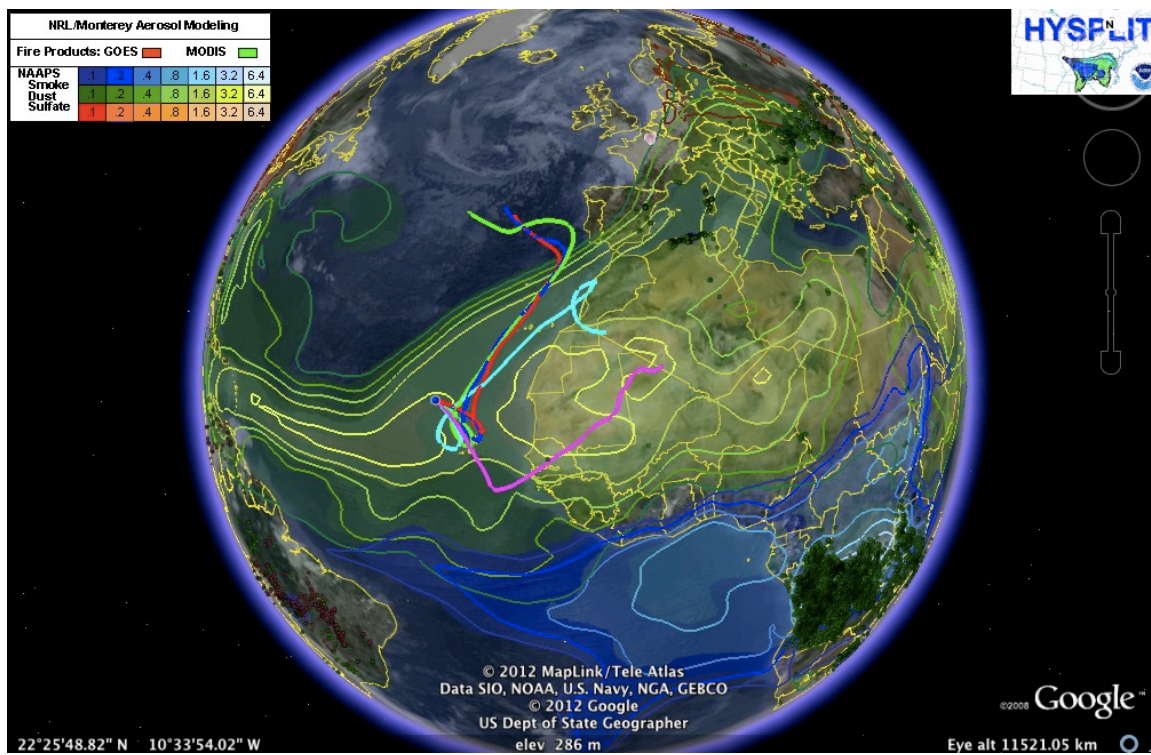 NRL/Monterey Aerosol Modeling
Fire Products: GOES MODIS
NAAPS
Smoke .1 .2 .4 .8 1.6 3.2 6.4
Dust .1 .2 .4 .8 1.6 3.2 6.4
Sulfate .1 .2 .4 .8 1.6 3.2 6.4
N
HYSPLIT
© 2012 MapLink/Tele Atlas
Data SIO, NOAA, U.S. Navy, NGA, GEBCO
© 2012 Google
US Dept of State Geographer
©2008 Google™
22°25'48.82" N 10°33'54.02" W elev 286 m Eye alt 11521.05 km